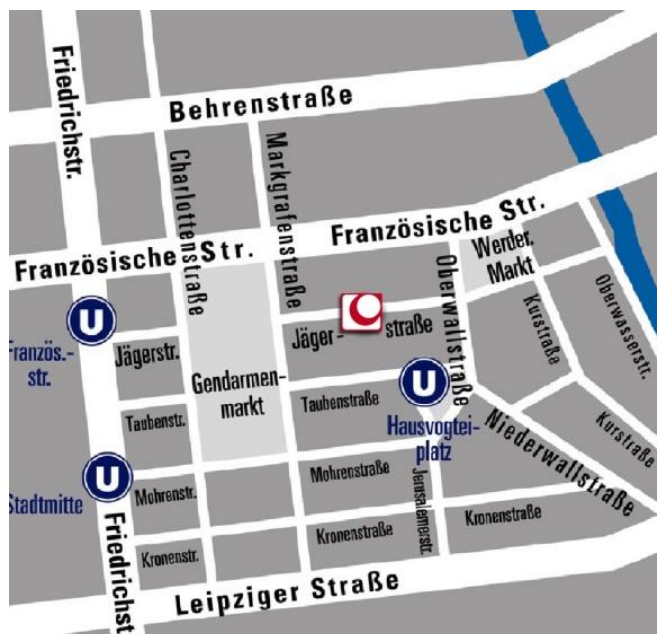 Friedrichstr.
Behrenstraße
Charlottenstraße
Markgrafenstraße
Französische Str.
Französische Str.
Werder.
Markt
Oberwallstraße
Kurstraße
Oberwasserstr.
U
Französ.-
str.
Jägerstr.
Jäger-
straße
Gendarmen-
markt
U
Taubenstr.
Taubenstraße
Hausvogtei-
platz
Niederwallstraße
Kurstraße
U
Stadtmitte
Mohrenstr.
Mohrenstraße
Jerusalemerstr.
Friedrichst
Kronenstr.
Kronenstraße
Kronenstraße
Leipziger Straße